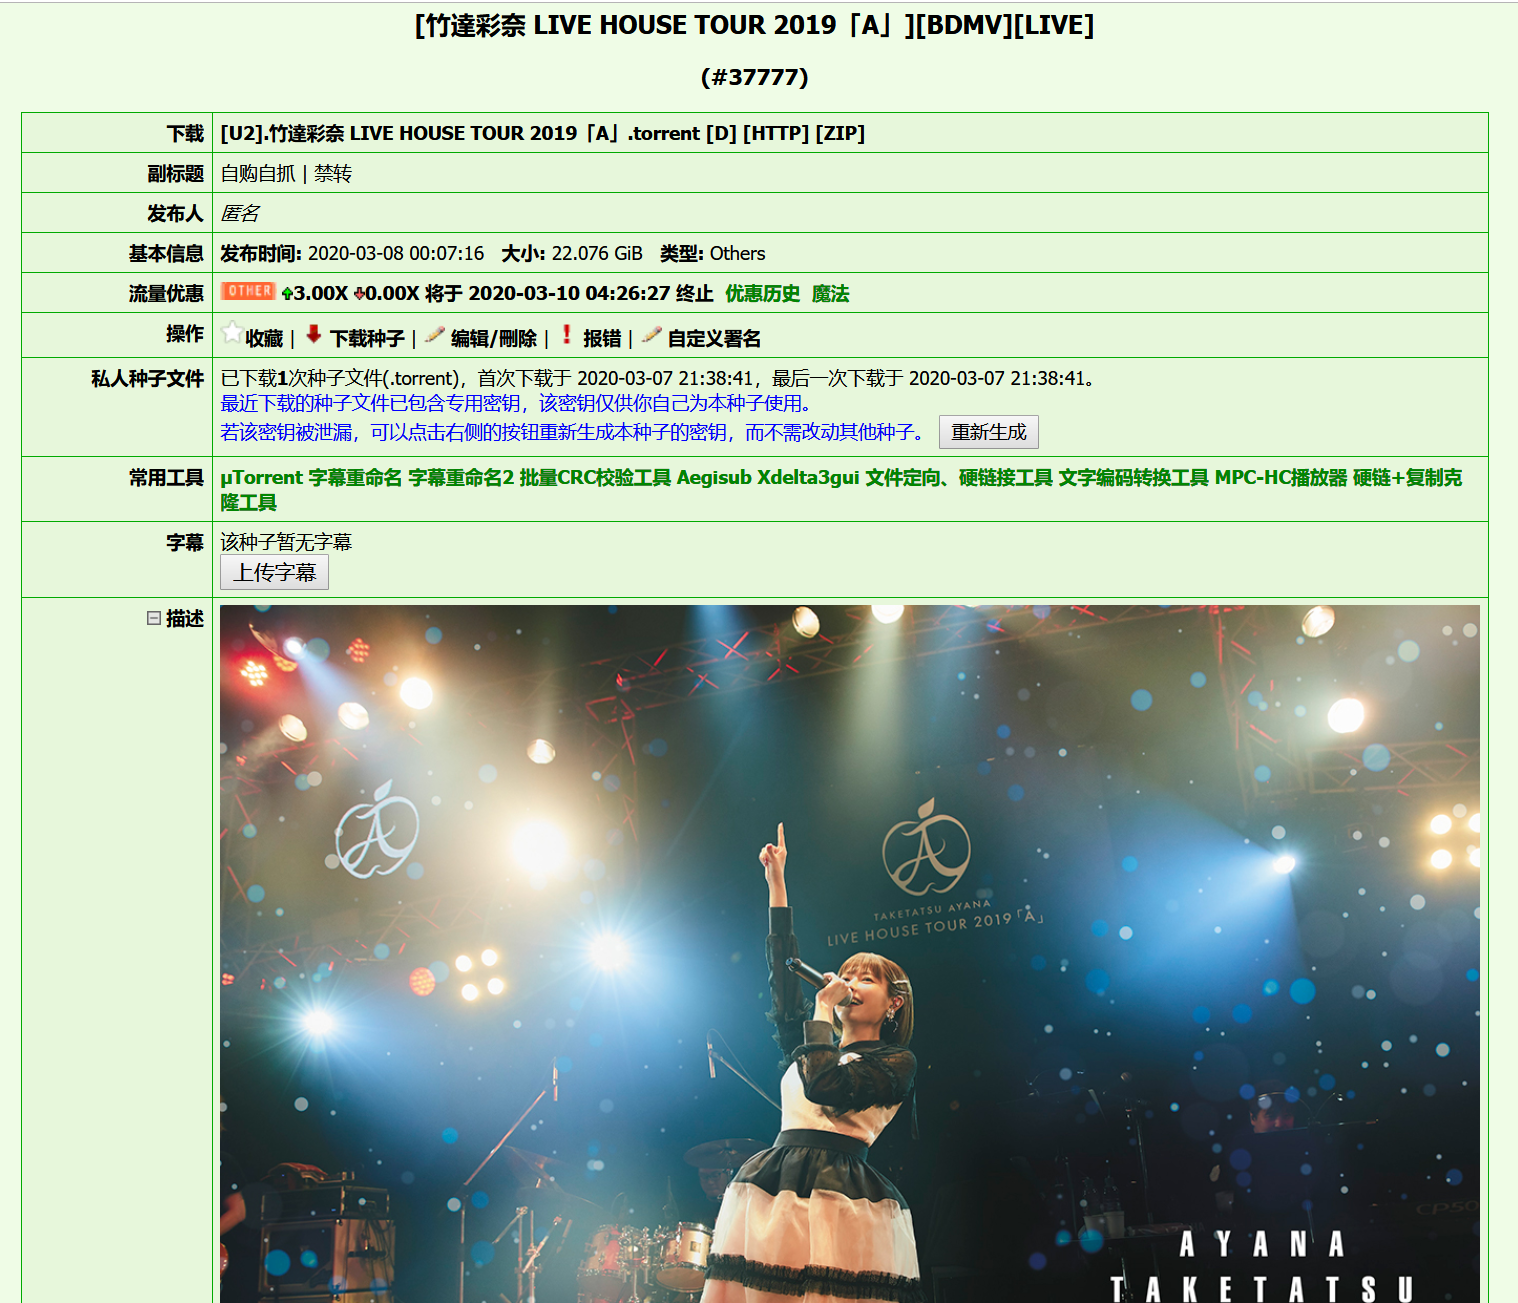 [竹達彩奈 LIVE HOUSE TOUR 2019「A」][BDMV][LIVE]
(#37777)
下载 [U2].竹達彩奈 LIVE HOUSE TOUR 2019「A」.torrent [D] [HTTP] [ZIP]
副标题 自购自抓 | 禁转
发布人 匿名
基本信息 发布时间: 2020-03-08 00:07:16 大小: 22.076 GiB 类型: Others
流量优惠 OTHER 3.00X 0.00X 将于 2020-03-10 04:26:27 终止 优惠历史 魔法
操作 收藏 | 下载种子 | 编辑/删除 | 报错 | 自定义署名
私人种子文件 已下载1次种子文件(.torrent)，首次下载于 2020-03-07 21:38:41，最后一次下载于 2020-03-07 21:38:41。
最近下载的种子文件已包含专用密钥，该密钥仅供你自己为本种子使用。
若该密钥被泄漏，可以点击右侧的按钮重新生成本种子的密钥，而不需改动其他种子。 重新生成
常用工具 μTorrent 字幕重命名 字幕重命名2 批量CRC校验工具 Aegisub Xdelta3gui 文件定向、硬链接工具 文字编码转换工具 MPC-HC播放器 硬链+复制克
隆工具
字幕 该种子暂无字幕
上传字幕
描述
TAKETATSU AYANA
LIVE HOUSE TOUR 2019「A」
CP50
AYANA
TAKETATSU